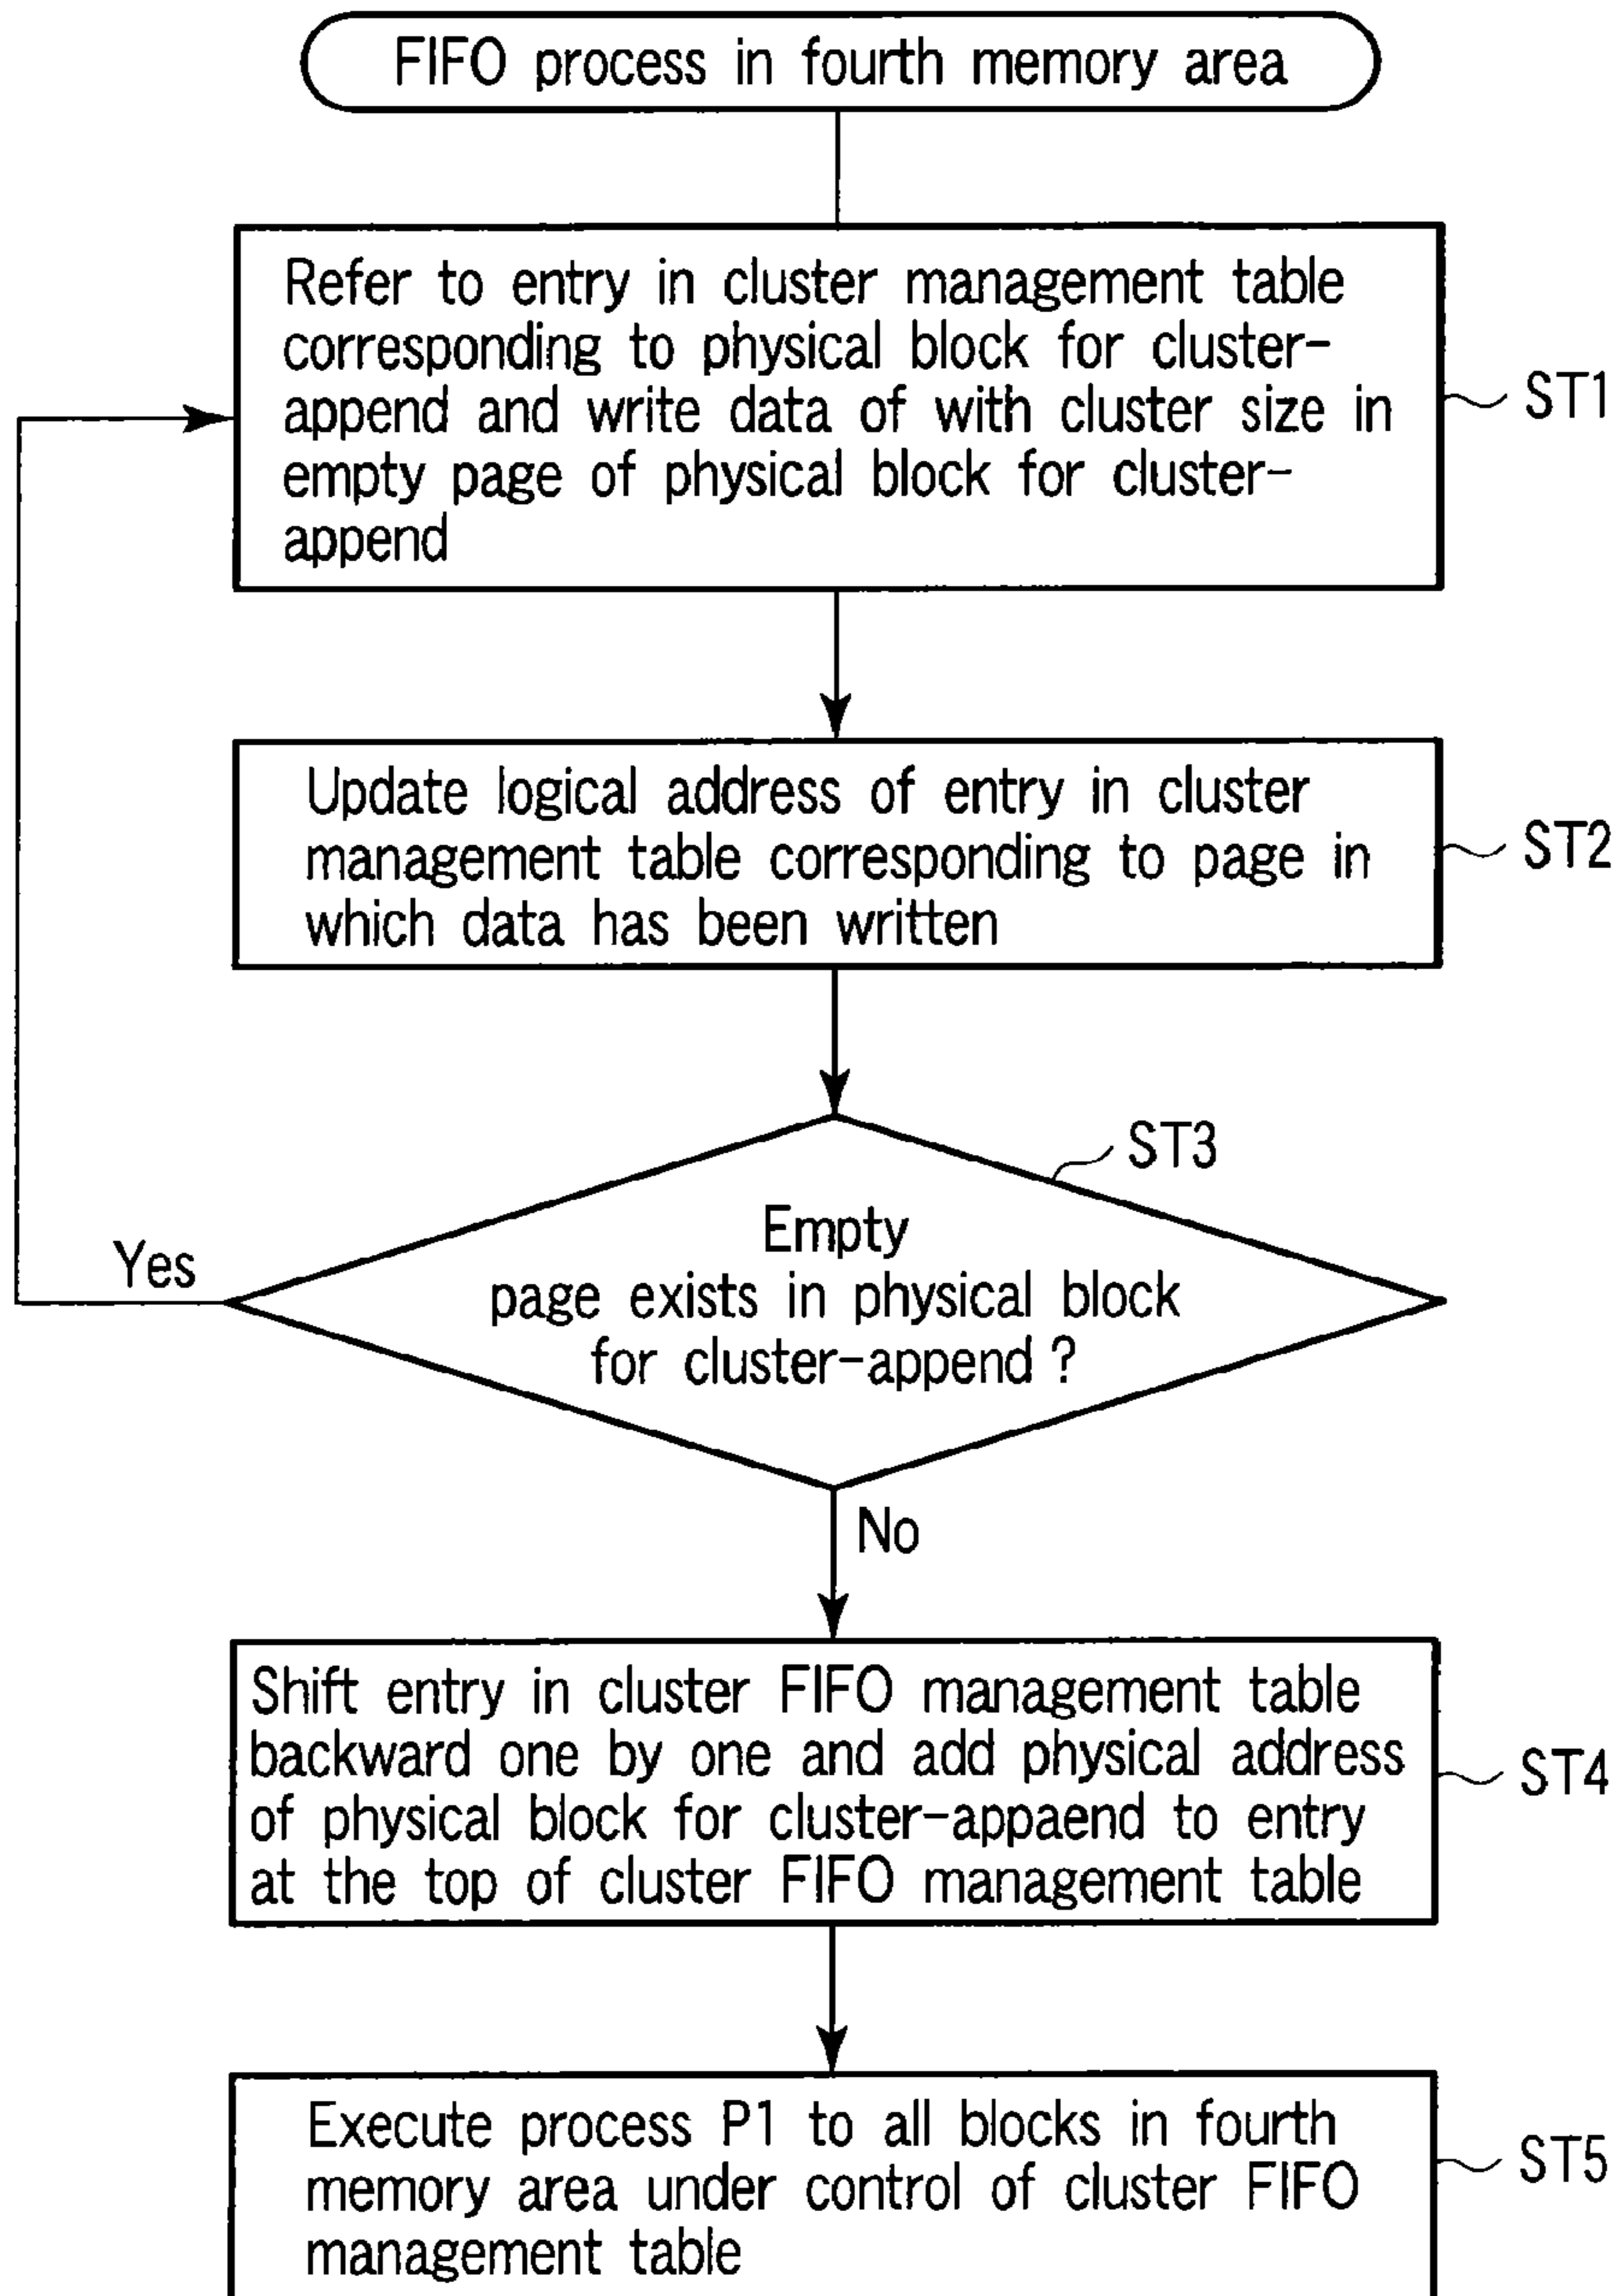 FIFO process in fourth memory area
Refer to entry in cluster management table
corresponding to physical block for cluster-
append and write data of with cluster size in
empty page of physical block for cluster-
append
ST1
Update logical address of entry in cluster
management table corresponding to page in
which data has been written
ST2
ST3
Empty
page exists in physical block
for cluster-append ?
Yes
No
Shift entry in cluster FIFO management table
backward one by one and add physical address
of physical block for cluster-appaend to entry
at the top of cluster FIFO management table
ST4
Execute process P1 to all blocks in fourth
memory area under control of cluster FIFO
management table
ST5